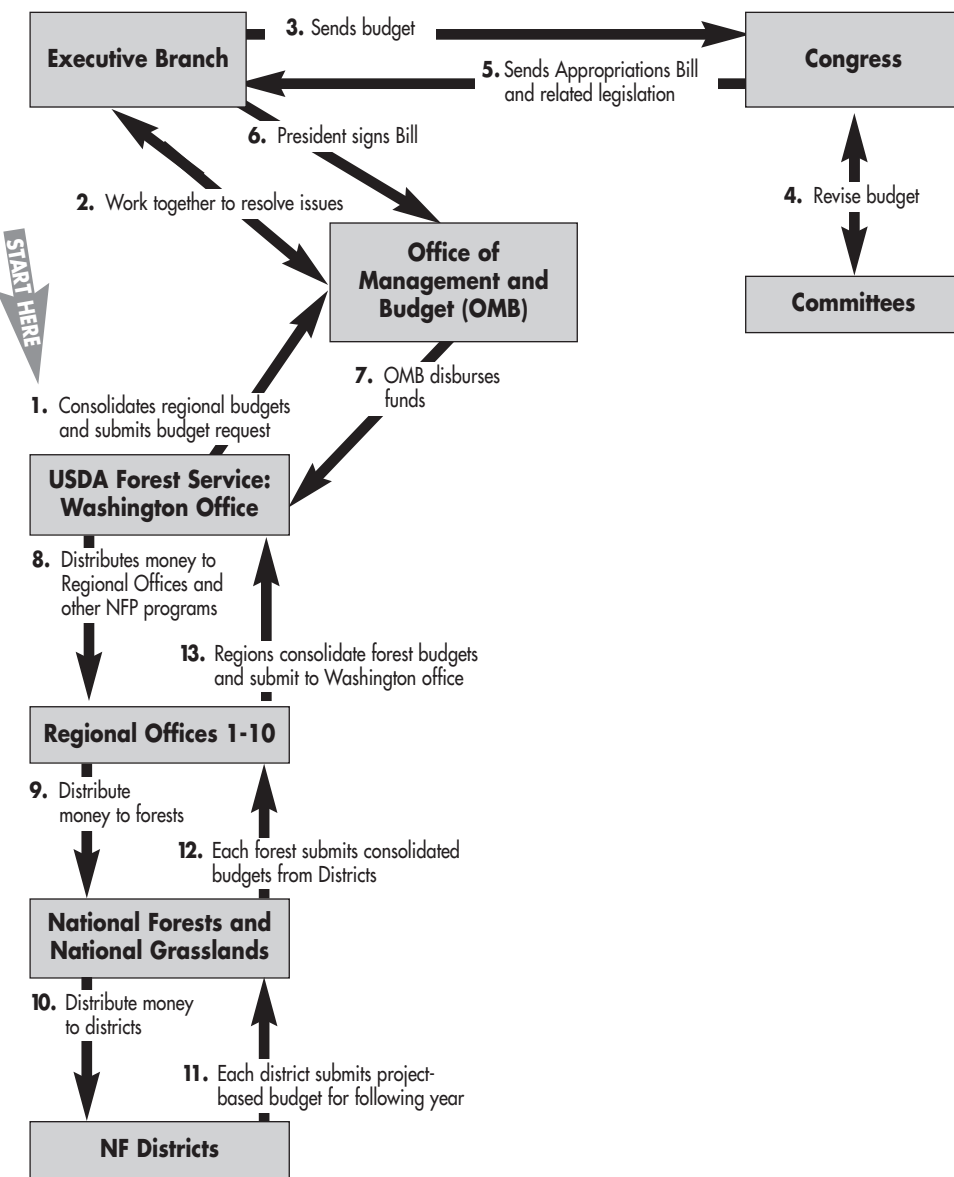 Executive Branch
3. Sends budget
Congress
5. Sends Appropriations Bill
and related legislation
6. President signs Bill
2. Work together to resolve issues
4. Revise budget
START HERE
Office of
Management and
Budget (OMB)
Committees
7. OMB disburses
funds
1. Consolidates regional budgets
and submits budget request
USDA Forest Service:
Washington Office
8. Distributes money to
Regional Offices and
other NFP programs
13. Regions consolidate forest budgets
and submit to Washington office
Regional Offices 1-10
9. Distribute
money to forests
12. Each forest submits consolidated
budgets from Districts
National Forests and
National Grasslands
10. Distribute money
to districts
11. Each district submits project-
based budget for following year
NF Districts